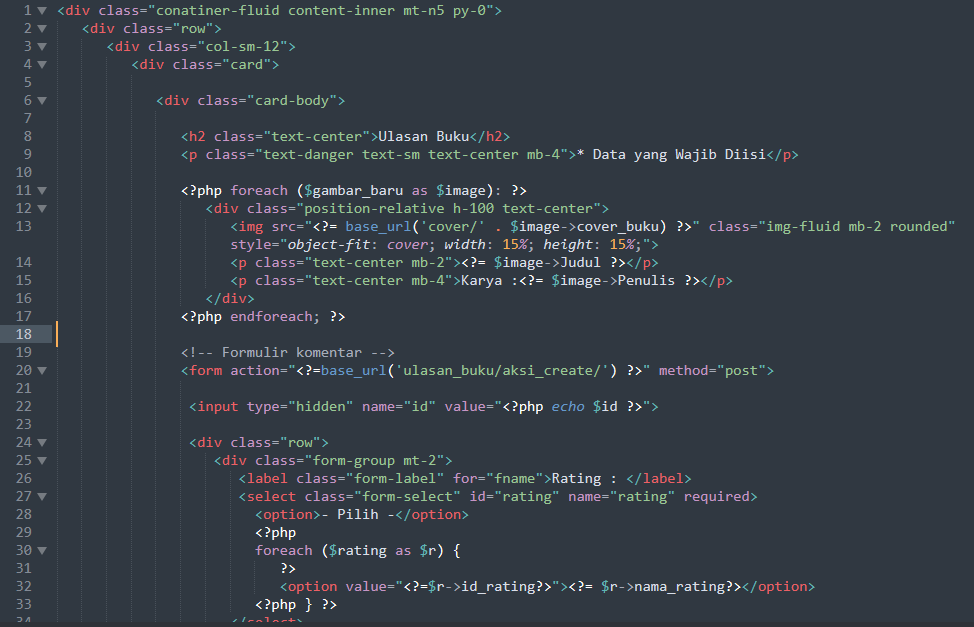 1 <div class="conatiner-fluid content-inner mt-n5 py-0">
2 <div class="row">
3 <div class="col-sm-12">
4 <div class="card">
5
6 <div class="card-body">
7
8 <h2 class="text-center">Ulasan Buku</h2>
9 <p class="text-danger text-sm text-center mb-4">* Data yang Wajib Diisi</p>
10
11 <?php foreach ($gambar_baru as $image): ?>
12 <div class="position-relative h-100 text-center">
13 <img src="<?= base_url('cover/' . $image->cover_buku) ?>" class="img-fluid mb-2 rounded"
style="object-fit: cover; width: 15%; height: 15%;">
14 <p class="text-center mb-2"><?= $image->Judul ?></p>
15 <p class="text-center mb-4">Karya :<?= $image->Penulis ?></p>
16 </div>
17 <?php endforeach; ?>
18
19 <!-- Formulir komentar -->
20 <form action="<?=base_url('ulasan_buku/aksi_create/') ?>" method="post">
21
22 <input type="hidden" name="id" value="<?php echo $id ?>">
23
24 <div class="row">
25 <div class="form-group mt-2">
26 <label class="form-label" for="fname">Rating : </label>
27 <select class="form-select" id="rating" name="rating" required>
28 <option>- Pilih -</option>
29 <?php
30 foreach ($rating as $r) {
31 ?>
32 <option value="<?=$r->id_rating?>"><?= $r->nama_rating?></option>
33 <?php } ?>
34 </select>